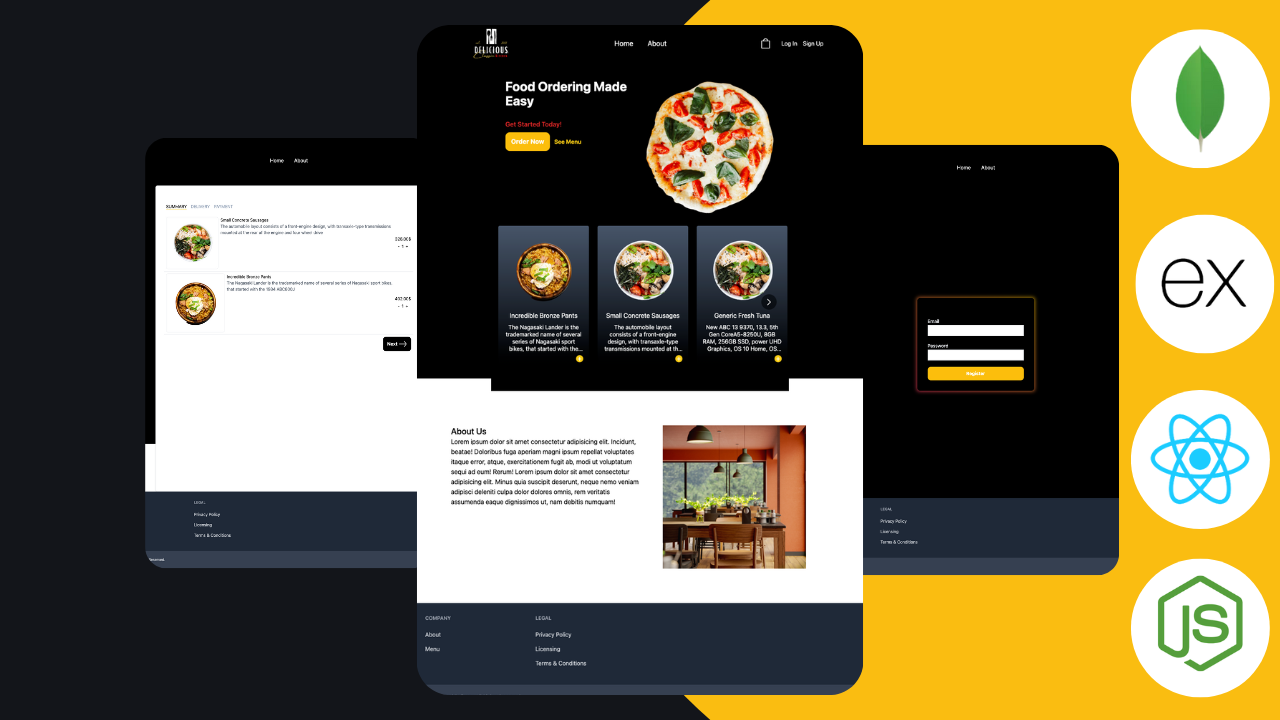 Home About
SUMMARY DELIVERY PAYMENT
Small Concrete Sausages
The automobile layout consists of a front-engine design, with transaxle-type transmissions
mounted at the rear of the engine and four wheel drive
- 1 +
Incredible Bronze Pants
The Nagasaki Lander is the trademarked name of several series of Nagasaki sport bikes,
that started with the 1984 ABC800J
- 1 +
Next
LEGAL
Privacy Policy
Licensing
Terms & Conditions
Reserved.
DELICIOUS
Home About
Log In Sign Up
Food Ordering Made
Easy
Get Started Today!
Order Now See Menu
Incredible Bronze Pants
The Nagasaki Lander is the
trademarked name of several
series of Nagasaki sport
bikes, that started with the...
Small Concrete Sausages
The automobile layout
consists of a front-engine
design, with transaxle-type
transmissions mounted at th...
Generic Fresh Tuna
New ABC 13 9370, 13.3, 5th
Gen CoreA5-8250U, 8GB
RAM, 256GB SSD, power UHD
Graphics, OS 10 Home, OS...
About Us
Lorem ipsum dolor sit amet consectetur adipisicing elit. Incidunt,
beatae! Doloribus fuga aperiam magni ipsum repellat voluptates
itaque error, atque, exercitationem fugit ab, modi ut voluptatum
sequi ad eum! Rerum! Lorem ipsum dolor sit amet consectetur
adipisicing elit. Minus quia suscipit deserunt, neque nemo veniam
adipisci deleniti culpa dolor dolores omnis, rem veritatis
assumenda eaque dignissimos ut, nam debitis numquam!
COMPANY
About
Menu
LEGAL
Privacy Policy
Licensing
Terms & Conditions
Home About
Email
Password
Register
LEGAL
Privacy Policy
Licensing
Terms & Conditions
ex
JS